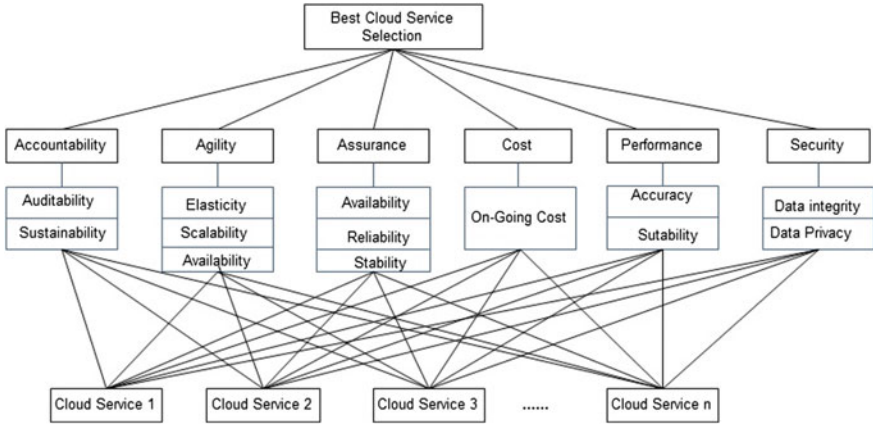 Best Cloud Service
Selection
Accountability
Agility
Assurance
Cost
Performance
Security
Auditability
Sustainability
Elasticity
Scalability
Availability
Availability
Reliability
Stability
On-Going Cost
Accuracy
Sutability
Data integrity
Data Privacy
Cloud Service 1
Cloud Service 2
Cloud Service 3
......
Cloud Service n